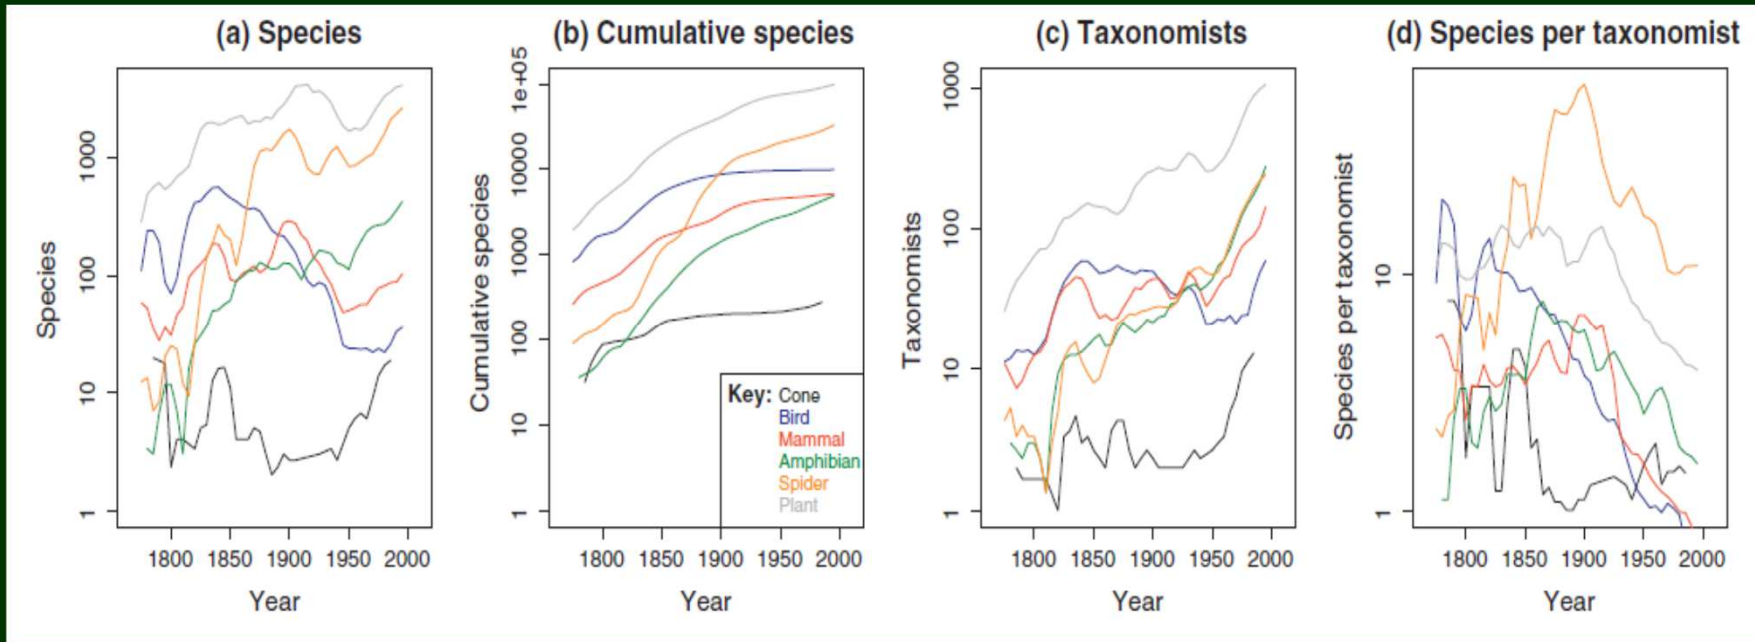 (a) Species
(b) Cumulative species
(c) Taxonomists
(d) Species per taxonomist
Species
1
10
100
1000
1800 1850 1900 1950 2000
Year
Cumulative species
1
10
100
1000
10000
1e+05
1800 1850 1900 1950 2000
Year
Key: Cone
Bird
Mammal
Amphibian
Spider
Plant
Taxonomists
1
10
100
1000
1800 1850 1900 1950 2000
Year
Species per taxonomist
1
10
1800 1850 1900 1950 2000
Year